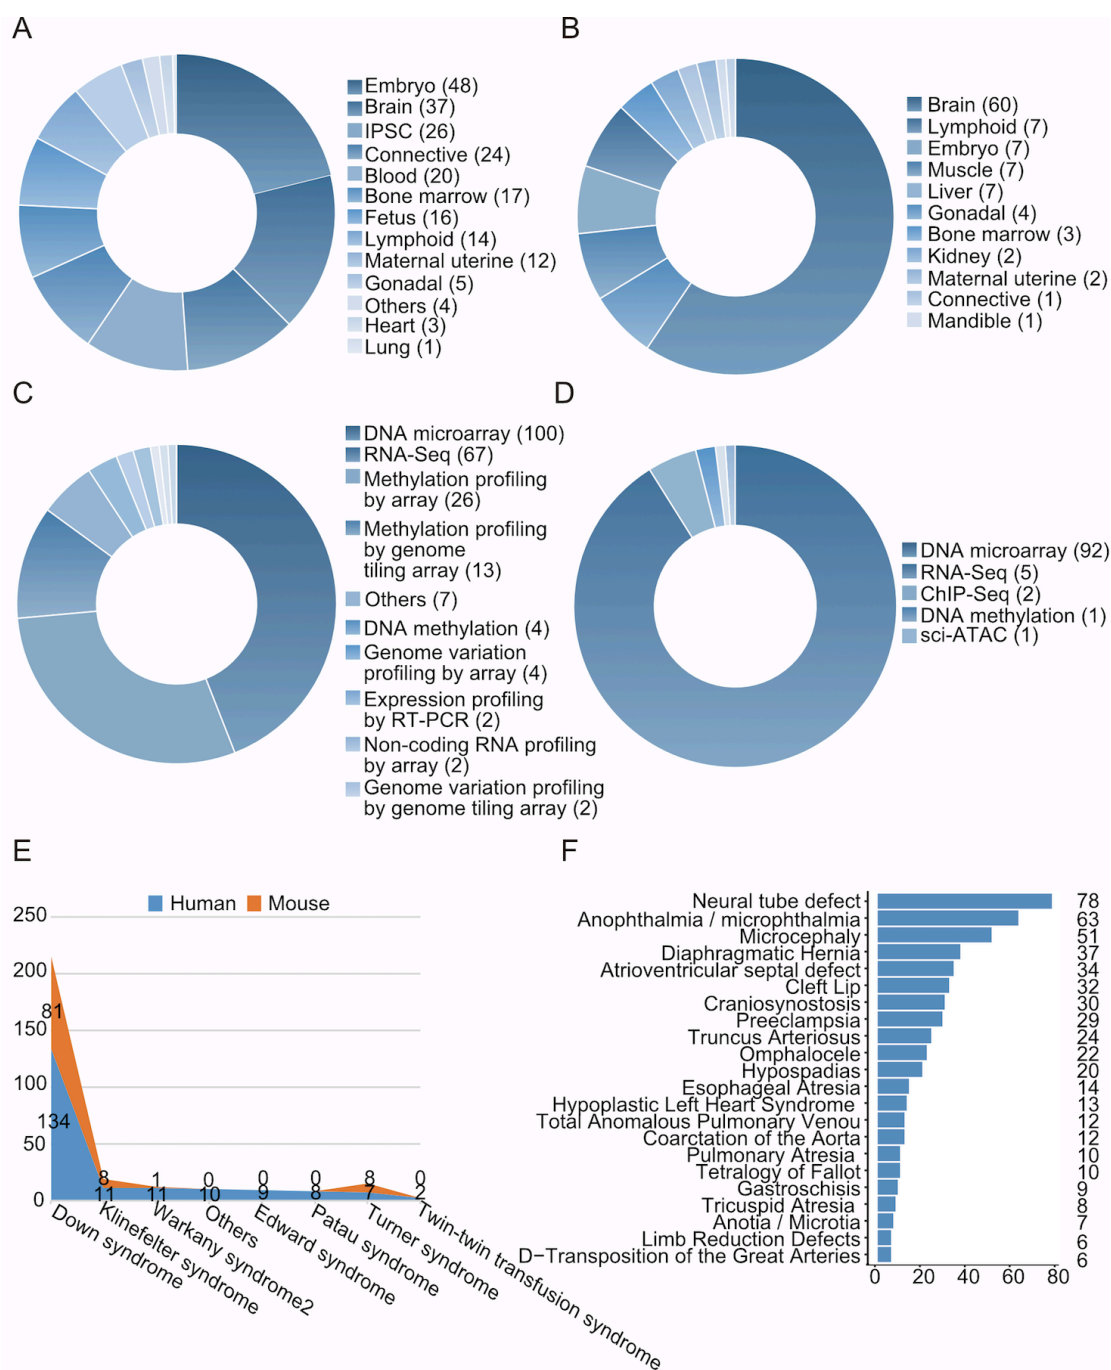 A
Embryo (48)
Brain (37)
IPSC (26)
Connective (24)
Blood (20)
Bone marrow (17)
Fetus (16)
Lymphoid (14)
Maternal uterine (12)
Gonadal (5)
Others (4)
Heart (3)
Lung (1)
B
Brain (60)
Lymphoid (7)
Embryo (7)
Muscle (7)
Liver (7)
Gonadal (4)
Bone marrow (3)
Kidney (2)
Maternal uterine (2)
Connective (1)
Mandible (1)
C
DNA microarray (100)
RNA-Seq (67)
Methylation profiling
by array (26)
Methylation profiling
by genome
tiling array (13)
Others (7)
DNA methylation (4)
Genome variation
profiling by array (4)
Expression profiling
by RT-PCR (2)
Non-coding RNA profiling
by array (2)
Genome variation profiling
by genome tiling array (2)
D
DNA microarray (92)
RNA-Seq (5)
ChIP-Seq (2)
DNA methylation (1)
sci-ATAC (1)
E
Human Mouse
250
200
150
100
50
0
81 8 1 0 0 0 8 0
134 11 11 10 9 8 7 2
Down syndrome
Klinefelter syndrome
Warkany syndrome2
Others
Edward syndrome
Patau syndrome
Turner syndrome
Twin-twin transfusion syndrome
F
Neural tube defect 78
Anophthalmia / microphthalmia 63
Microcephaly 51
Diaphragmatic Hernia 37
Atrioventricular septal defect 34
Cleft Lip 32
Craniosynostosis 30
Preeclampsia 29
Truncus Arteriosus 24
Omphalocele 22
Hypospadias 20
Esophageal Atresia 14
Hypoplastic Left Heart Syndrome 13
Total Anomalous Pulmonary Venou 12
Coarctation of the Aorta 12
Pulmonary Atresia 10
Tetralogy of Fallot 10
Gastroschisis 9
Tricuspid Atresia 8
Anotia / Microtia 7
Limb Reduction Defects 6
D−Transposition of the Great Arteries 6
0 20 40 60 80